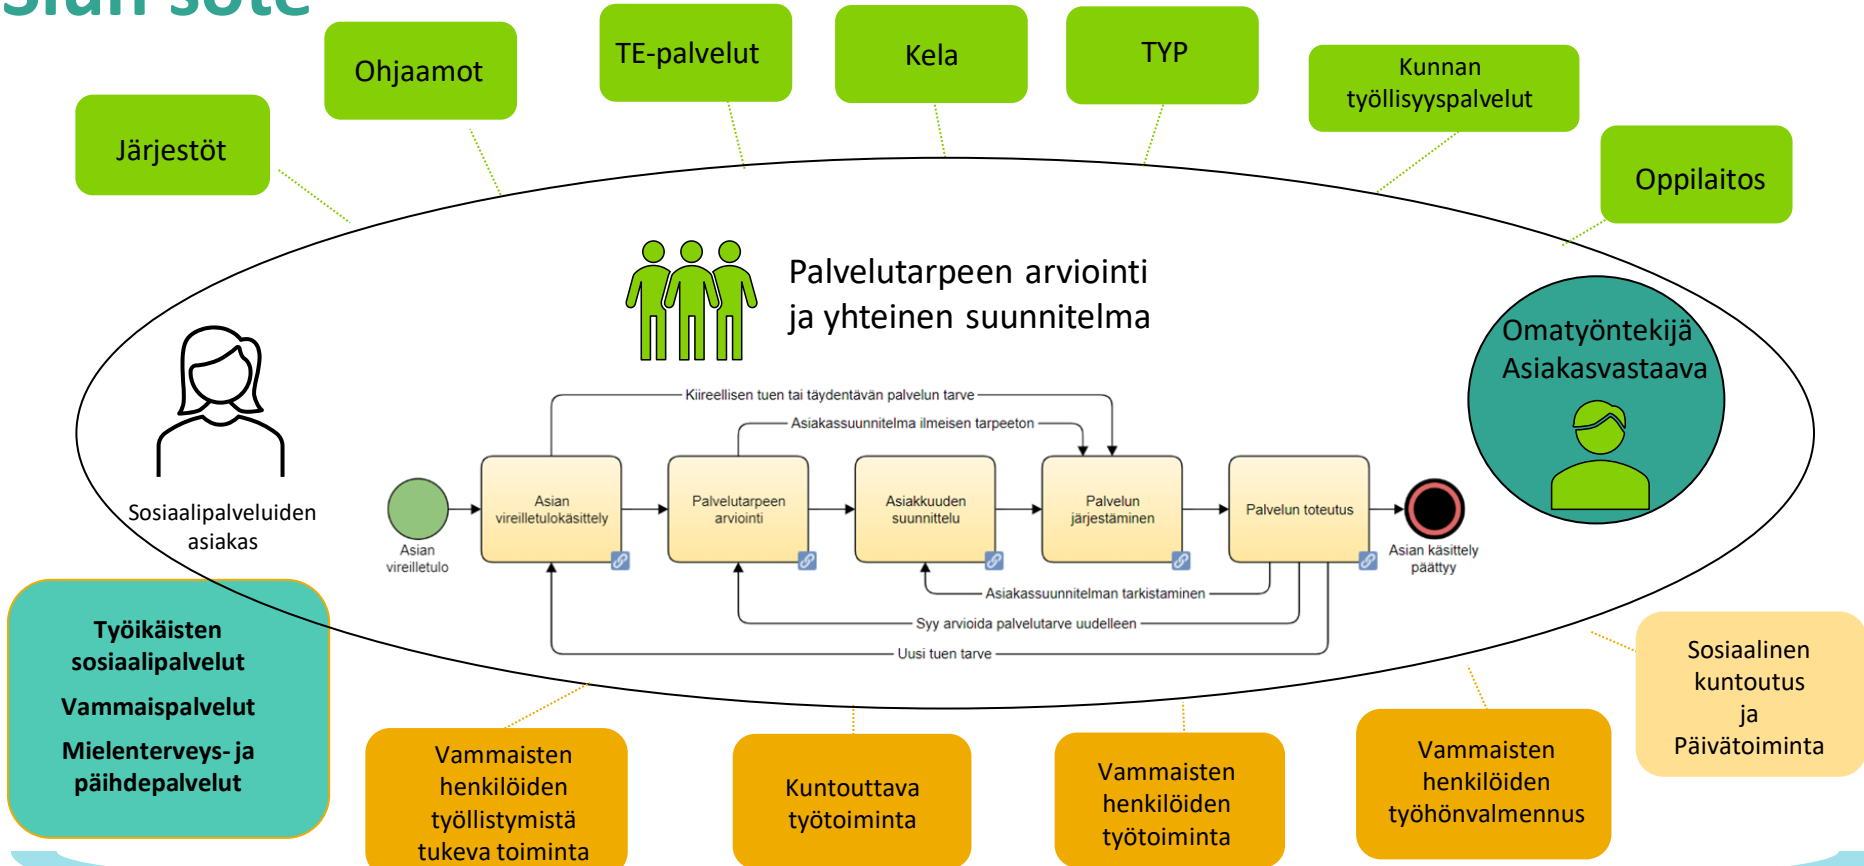 Siun sote
Järjestöt
Ohjaamot
TE-palvelut
Kela
TYP
Kunnan
työllisyyspalvelut
Oppilaitos
Palvelutarpeen arviointi
ja yhteinen suunnitelma
Omatyöntekijä
Asiakasvastaava
Sosiaalipalveluiden
asiakas
Kiireellisen tuen tai täydentävän palvelun tarve
Asiakassuunnitelma ilmeisen tarpeeton
Asian
vireilletulo
Asian
vireilletulokäsittely
Palvelutarpeen
arviointi
Asiakkuuden
suunnittelu
Palvelun
järjestäminen
Palvelun toteutus
Asian käsittely
päättyy
Asiakassuunnitelman tarkistaminen
Syy arvioida palvelutarve uudelleen
Uusi tuen tarve
Työikäisten
sosiaalipalvelut
Vammaispalvelut
Mielenterveys- ja
päihdepalvelut
Vammaisten
henkilöiden
työllistymistä
tukeva toiminta
Kuntouttava
työtoiminta
Vammaisten
henkilöiden
työtoiminta
Vammaisten
henkilöiden
työhönvalmennus
Sosiaalinen
kuntoutus
ja
Päivätoiminta